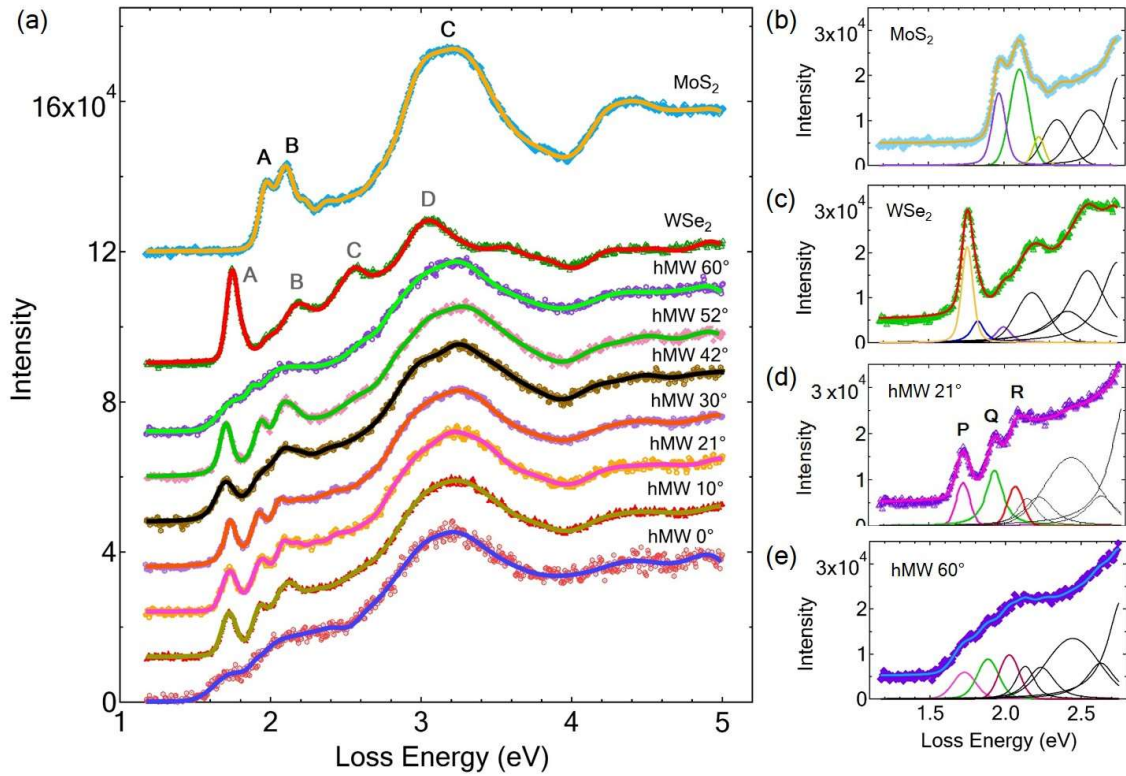 (a)
C
MoS2
16x10^4
A
B
WSe2
D
12
A
B
C
hMW 60°
hMW 52°
hMW 42°
8
hMW 30°
hMW 21°
hMW 10°
4
hMW 0°
0
1
2
3
4
5
Loss Energy (eV)
Intensity
(b)
3x10^4
MoS2
2
1
0
Intensity
(c)
3x10^4
WSe2
2
1
0
Intensity
(d)
3x10^4
hMW 21°
R
Q
P
2
1
0
Intensity
(e)
3x10^4
hMW 60°
2
1
0
Intensity
1.5
2.0
2.5
Loss Energy (eV)